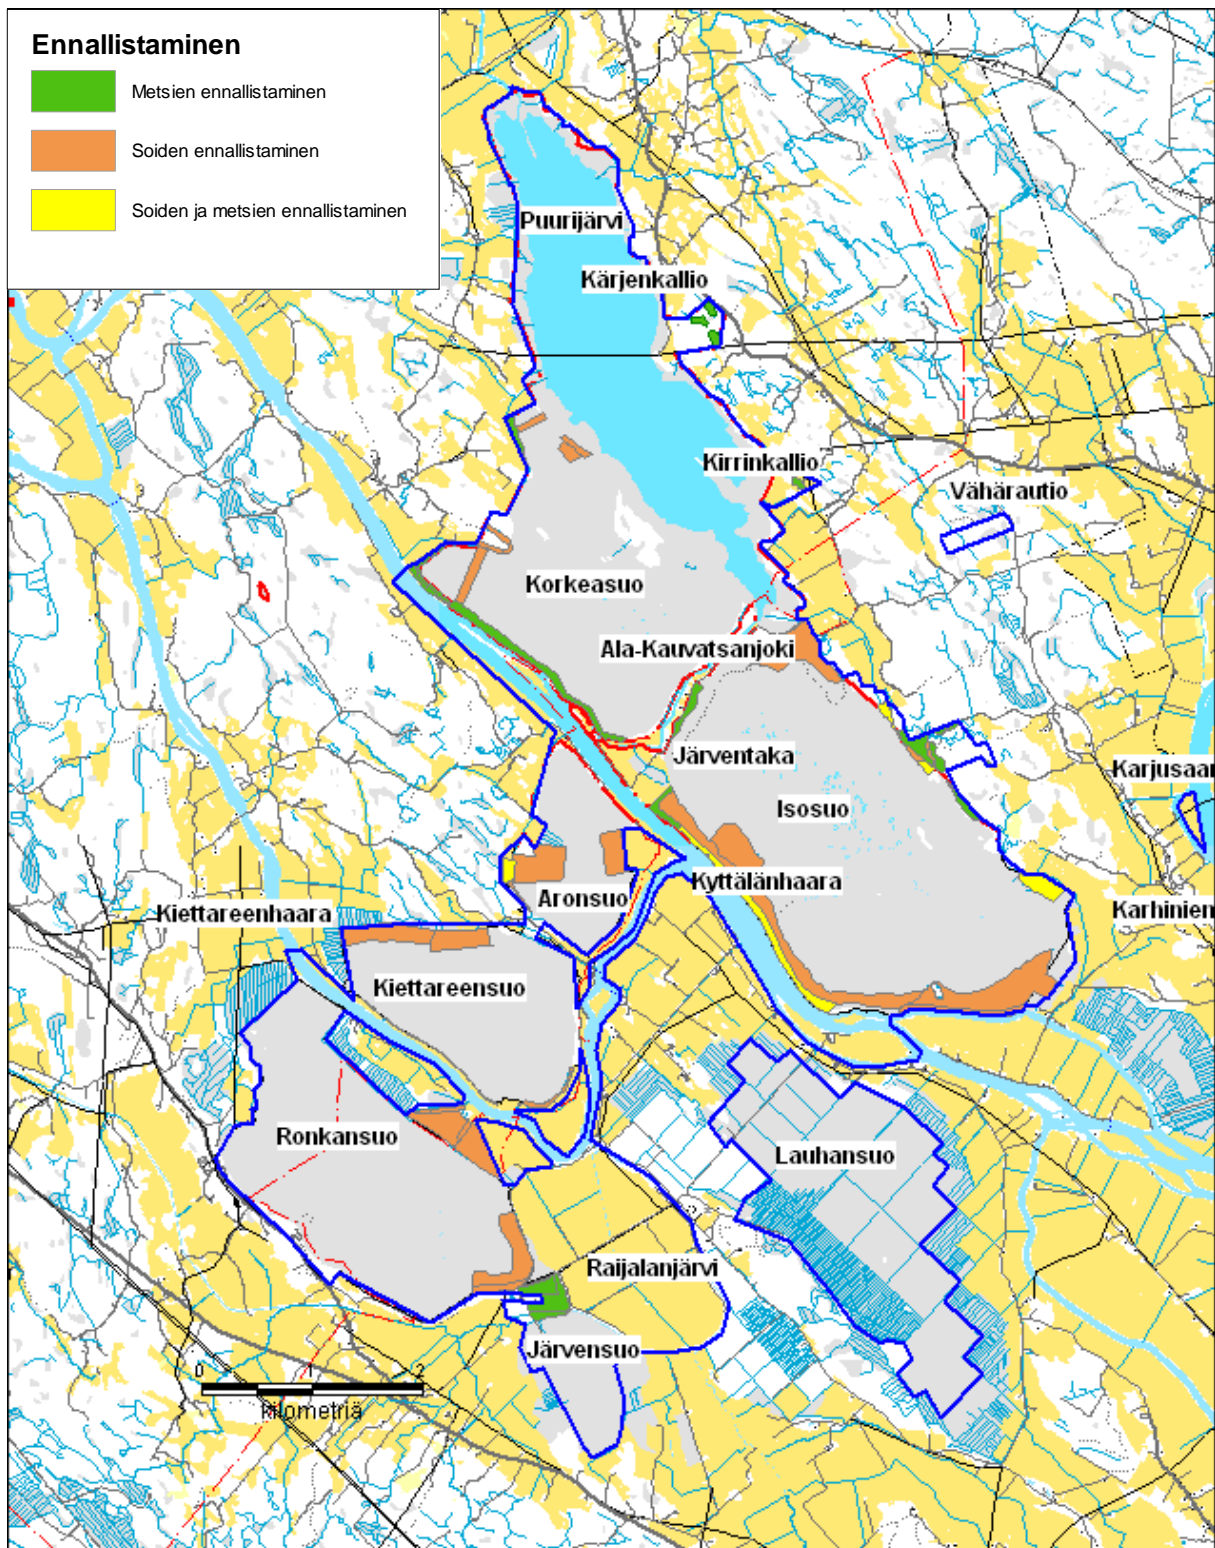 Ennallistaminen
Metsien ennallistaminen
Soiden ennallistaminen
Soiden ja metsien ennallistaminen
Puurijärvi
Kärjenkallio
Kirrinkallio
Vähärautio
Korkeasuo
Ala-Kauvatsanjoki
Järventaka
Karjusaar
Isosuo
Kyttälänhaara
Aronsuo
Kiettareenhaara
Karhinien
Kiettareensuo
Ronkansuo
Lauhansuo
Raijalanjärvi
Järvensuo
0 1 2
kilometriä